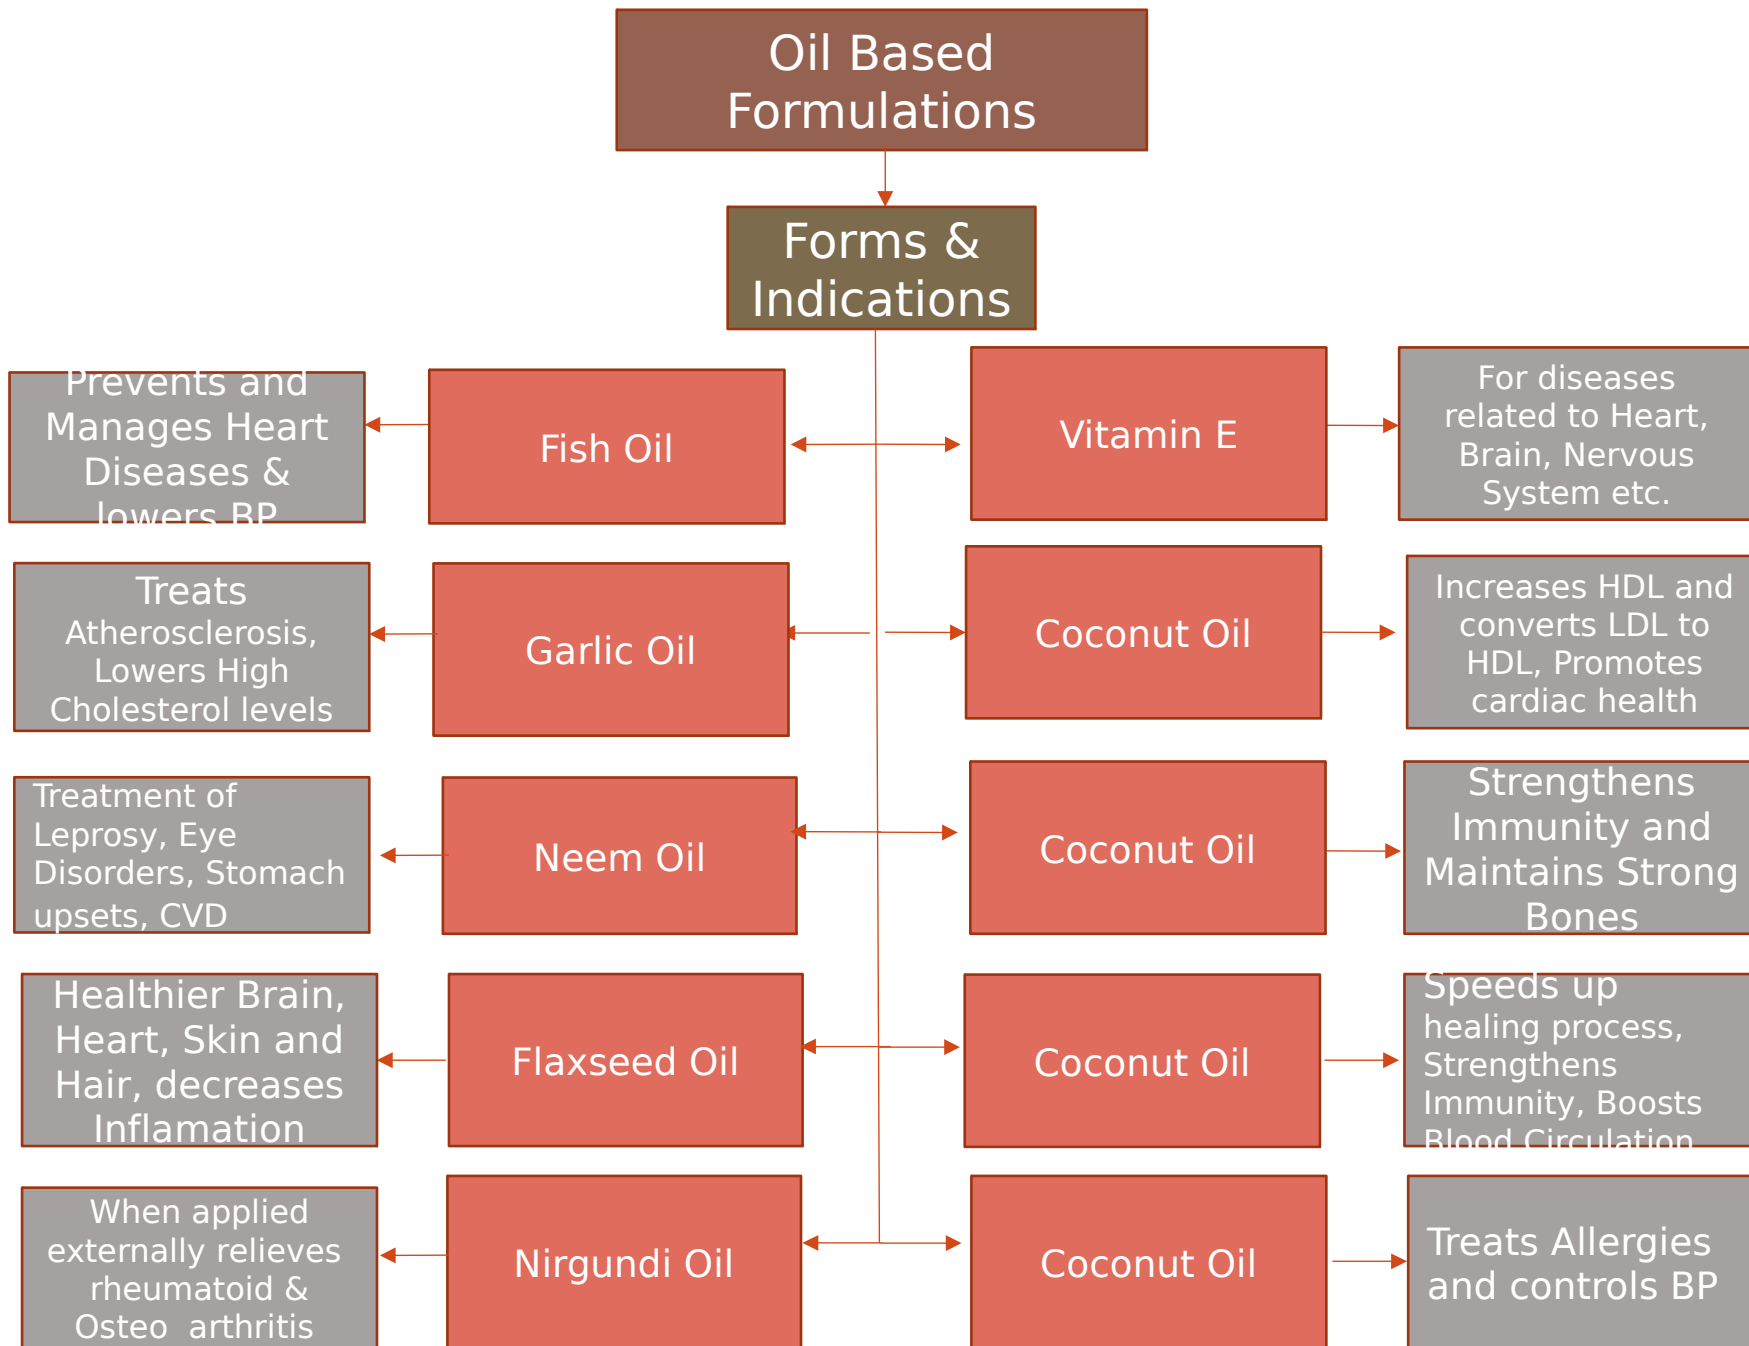 Oil Based
Formulations
Forms &
Indications
Prevents and
Manages Heart
Diseases &
lowers BP
Fish Oil
Vitamin E
For diseases
related to Heart,
Brain, Nervous
System etc.
Treats
Atherosclerosis,
Lowers High
Cholesterol levels
Garlic Oil
Coconut Oil
Increases HDL and
converts LDL to
HDL, Promotes
cardiac health
Treatment of
Leprosy, Eye
Disorders, Stomach
upsets, CVD
Neem Oil
Coconut Oil
Strengthens
Immunity and
Maintains Strong
Bones
Healthier Brain,
Heart, Skin and
Hair, decreases
Inflamation
Flaxseed Oil
Coconut Oil
Speeds up
healing process,
Strengthens
Immunity, Boosts
Blood Circulation
When applied
externally relieves
rheumatoid &
Osteo  arthritis
Nirgundi Oil
Coconut Oil
Treats Allergies
and controls BP